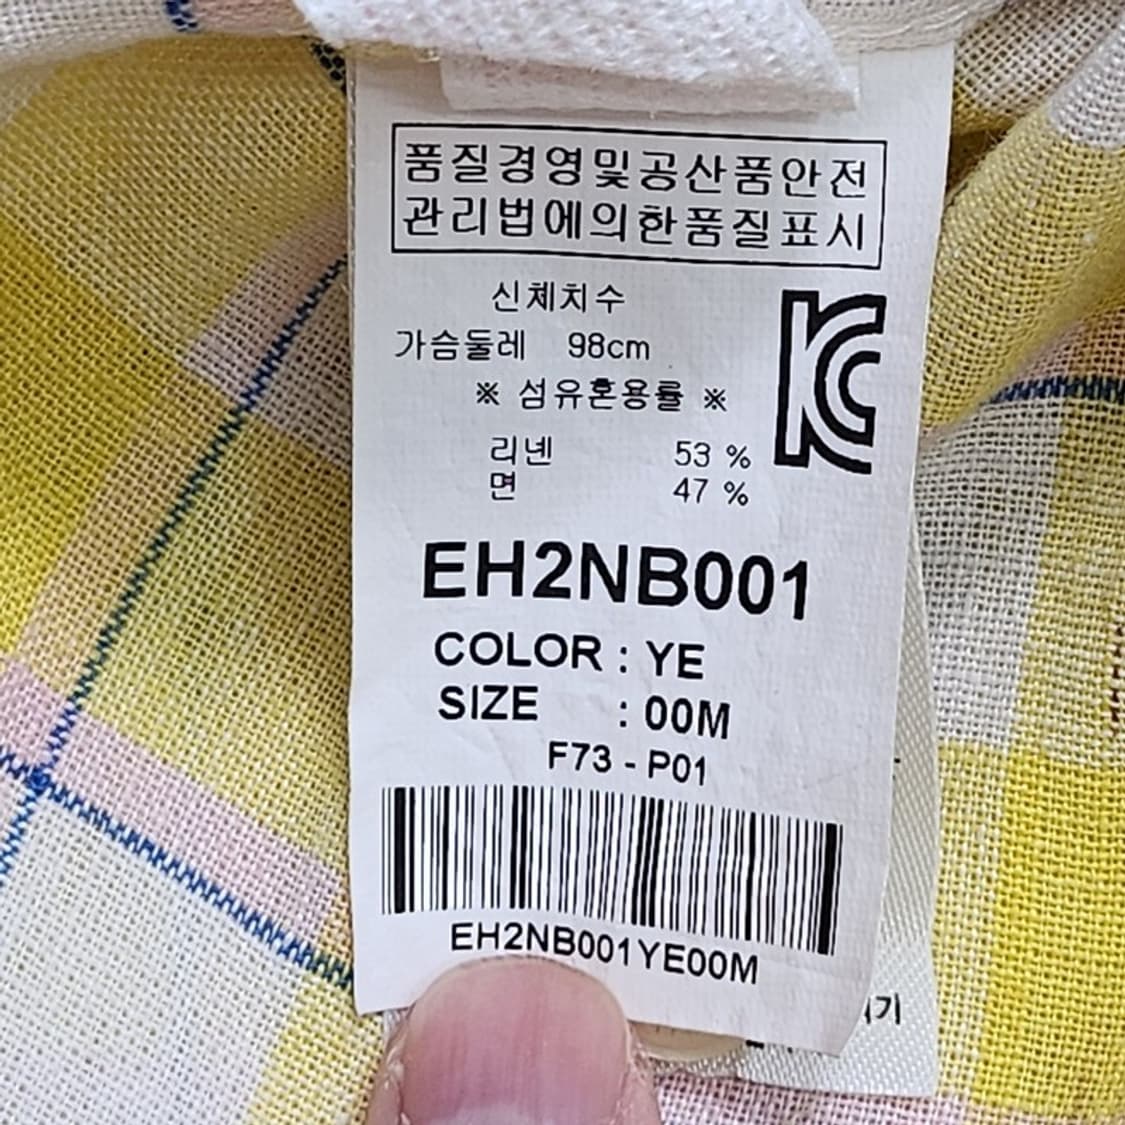 품질경영및공산품안전
관리법에의한품질표시
신체치수
가슴둘레 98cm
※ 섬유혼용률 ※
리넨 53 %
면 47 %
EH2NB001
COLOR : YE
SIZE : 00M
F73 - P01
EH2NB001YE00M